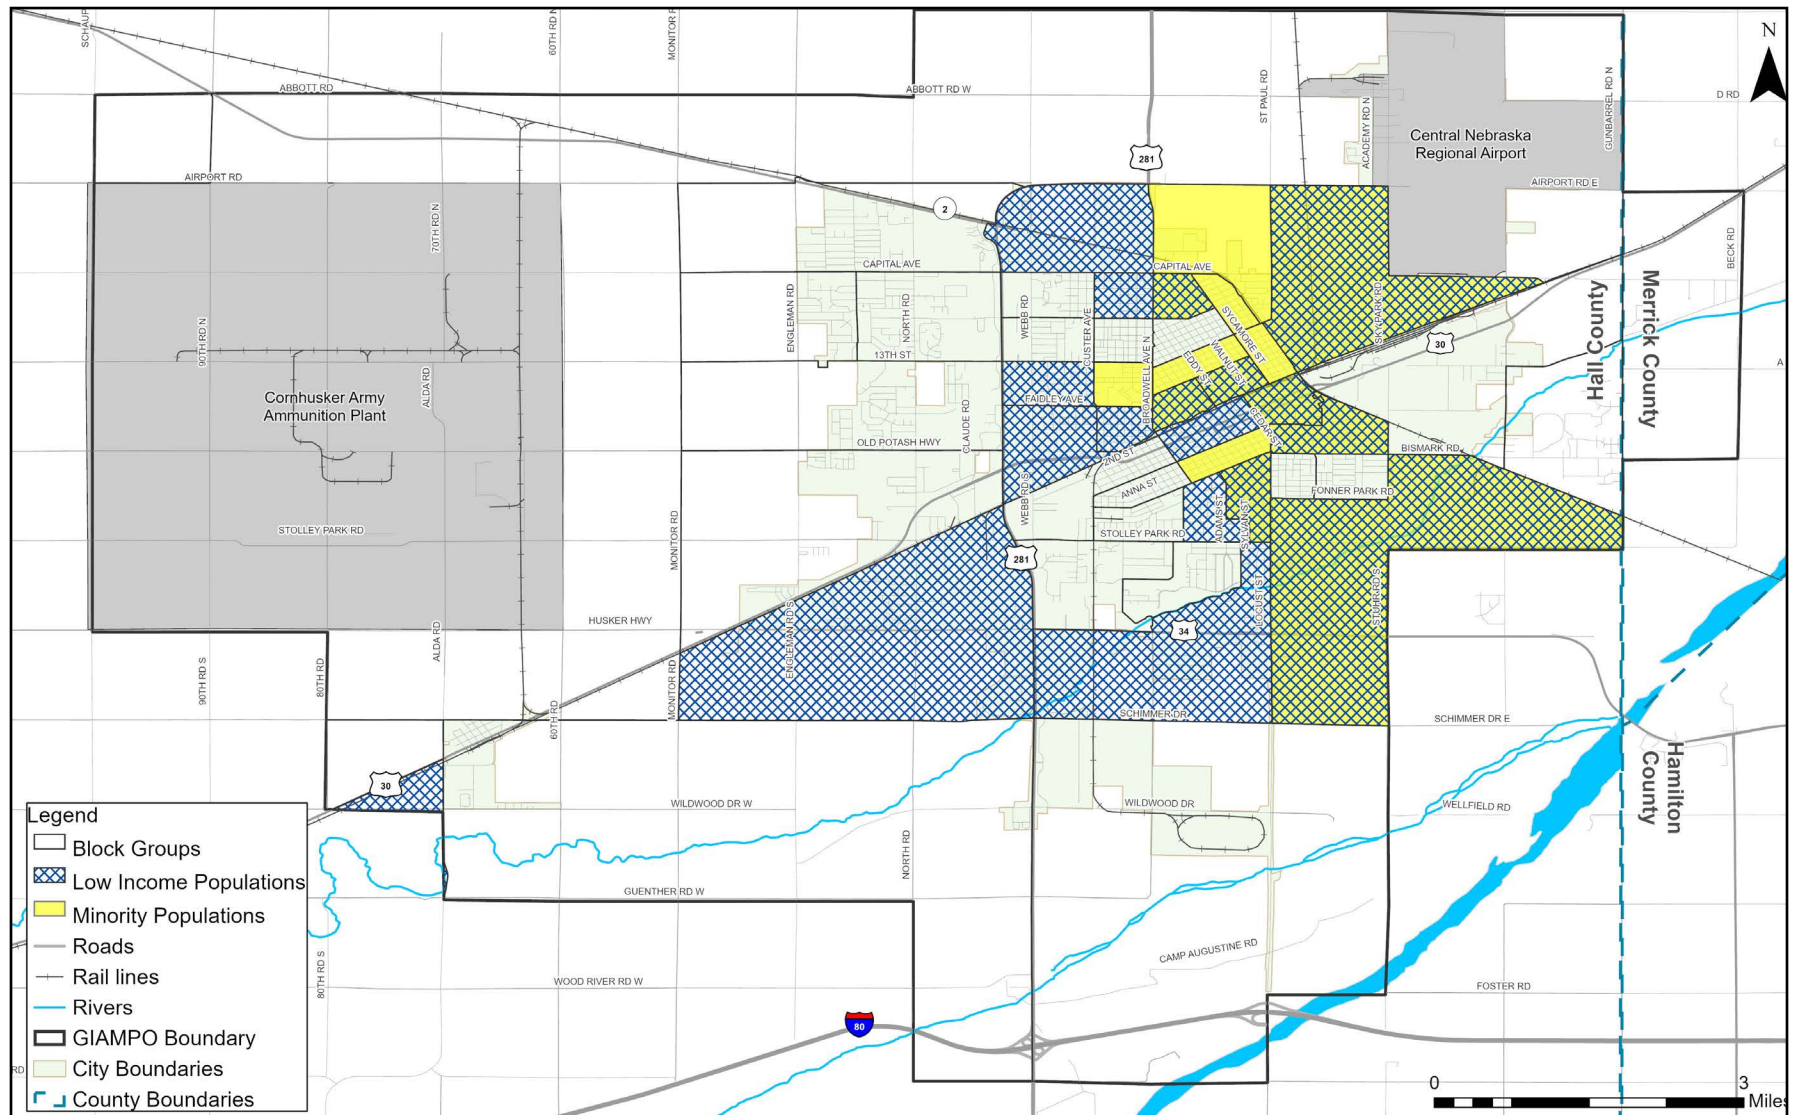 SCHAUP
60TH RD N
MONITOR R
N
ABBOTT RD
ABBOTT RD W
ST PAUL RD
ACADEMY RD N
GUNBARREL RD N
D RD
Central Nebraska
Regional Airport
281
AIRPORT RD
AIRPORT RD E
2
70TH RD N
BECK RD
CAPITAL AVE
CAPITAL AVE
ENGLEMAN RD
NORTH RD
WEBB RD
CUSTER AVE
BROADWELL AVE N
SYCAMORE ST
WALNUT ST
EDDY ST
SKYPARK RD
30
Hall County
Merrick County
90TH RD N
13TH ST
A
Cornhusker Army
Ammunition Plant
ALDA RD
FAIDLEY AVE
CLAUDE RD
CEDAR ST
OLD POTASH HWY
2ND ST
BISMARK RD
ANNA ST
FONNER PARK RD
WEBB RD S
ADAMS ST
SYLVAN ST
STOLLEY PARK RD
STOLLEY PARK RD
MONITOR RD
281
ENGLEMAN RD S
LOCUST ST
STUHR RD S
HUSKER HWY
34
ALDA RD
90TH RD S
80TH RD
MONITOR RD
60TH RD
SCHIMMER DR
SCHIMMER DR E
30
Hamilton
County
WILDWOOD DR W
WILDWOOD DR
WELLFIELD RD
NORTH RD
GUENTHER RD W
80TH RD S
CAMP AUGUSTINE RD
WOOD RIVER RD W
FOSTER RD
80
RD
Legend
Block Groups
Low Income Populations
Minority Populations
Roads
Rail lines
Rivers
GIAMPO Boundary
City Boundaries
County Boundaries
0 3
Miles